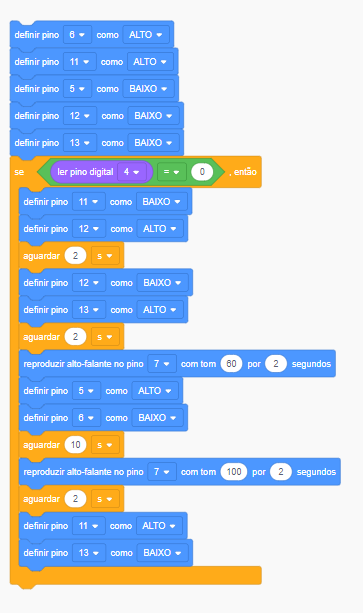 definir pino 6 como ALTO
definir pino 11 como ALTO
definir pino 5 como BAIXO
definir pino 12 como BAIXO
definir pino 13 como BAIXO
se ler pino digital 4 = 0 , então
definir pino 11 como BAIXO
definir pino 12 como ALTO
aguardar 2 s
definir pino 12 como BAIXO
definir pino 13 como ALTO
aguardar 2 s
reproduzir alto-falante no pino 7 com tom 60 por 2 segundos
definir pino 5 como ALTO
definir pino 6 como BAIXO
aguardar 10 s
reproduzir alto-falante no pino 7 com tom 100 por 2 segundos
aguardar 2 s
definir pino 11 como ALTO
definir pino 13 como BAIXO